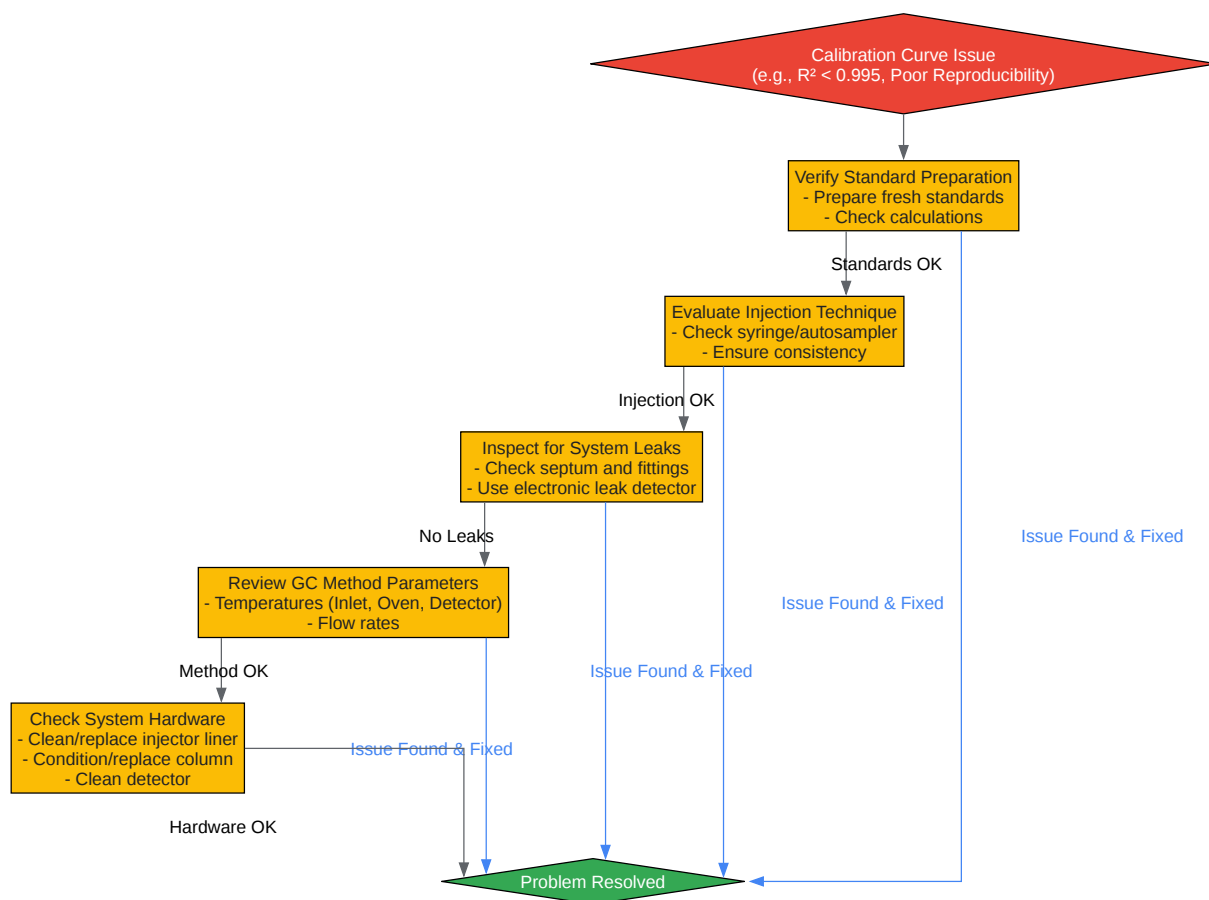 Calibration Curve Issue
(e.g., R² < 0.995, Poor Reproducibility)
Verify Standard Preparation
- Prepare fresh standards
- Check calculations
Standards OK
Evaluate Injection Technique
- Check syringe/autosampler
- Ensure consistency
Injection OK
Inspect for System Leaks
- Check septum and fittings
- Use electronic leak detector
No Leaks
Issue Found & Fixed
Review GC Method Parameters
- Temperatures (Inlet, Oven, Detector)
- Flow rates
Issue Found & Fixed
Method OK
Issue Found & Fixed
Check System Hardware
- Clean/replace injector liner
- Condition/replace column
- Clean detector
Issue Found & Fixed
Hardware OK
Problem Resolved